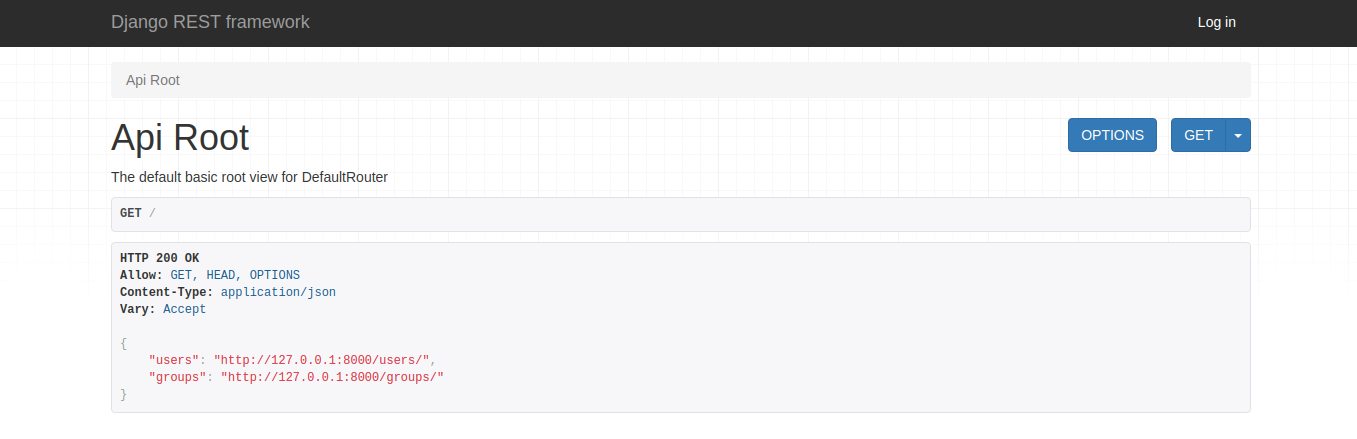 Django REST framework
Log in
Api Root
Api Root
OPTIONS
GET
The default basic root view for DefaultRouter
GET /
HTTP 200 OK
Allow: GET, HEAD, OPTIONS
Content-Type: application/json
Vary: Accept
{
    "users": "http://127.0.0.1:8000/users/",
    "groups": "http://127.0.0.1:8000/groups/"
}